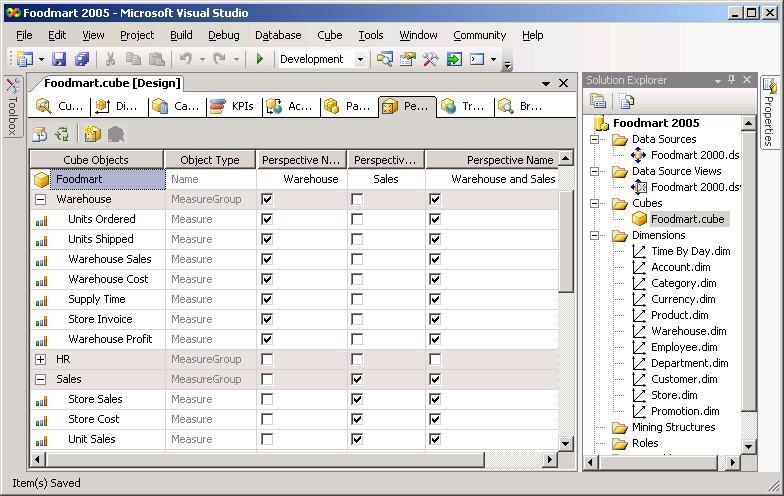 Foodmart 2005 - Microsoft Visual Studio
File Edit View Project Build Debug Database Cube Tools Window Community Help
Development
Toolbox
Foodmart.cube [Design]
Cu... Di... Ca... KPIs Ac... Pa... Pe... Tr... Br...
Cube Objects Object Type Perspective N... Perspectiv... Perspective Name
Foodmart Name Warehouse Sales Warehouse and Sales
Warehouse MeasureGroup
Units Ordered Measure
Units Shipped Measure
Warehouse Sales Measure
Warehouse Cost Measure
Supply Time Measure
Store Invoice Measure
Warehouse Profit Measure
HR MeasureGroup
Sales MeasureGroup
Store Sales Measure
Store Cost Measure
Unit Sales Measure
Solution Explorer
Foodmart 2005
Data Sources
Foodmart 2000.ds
Data Source Views
Foodmart 2000.ds
Cubes
Foodmart.cube
Dimensions
Time By Day.dim
Account.dim
Category.dim
Currency.dim
Product.dim
Warehouse.dim
Employee.dim
Department.dim
Customer.dim
Store.dim
Promotion.dim
Mining Structures
Roles
Properties
Item(s) Saved